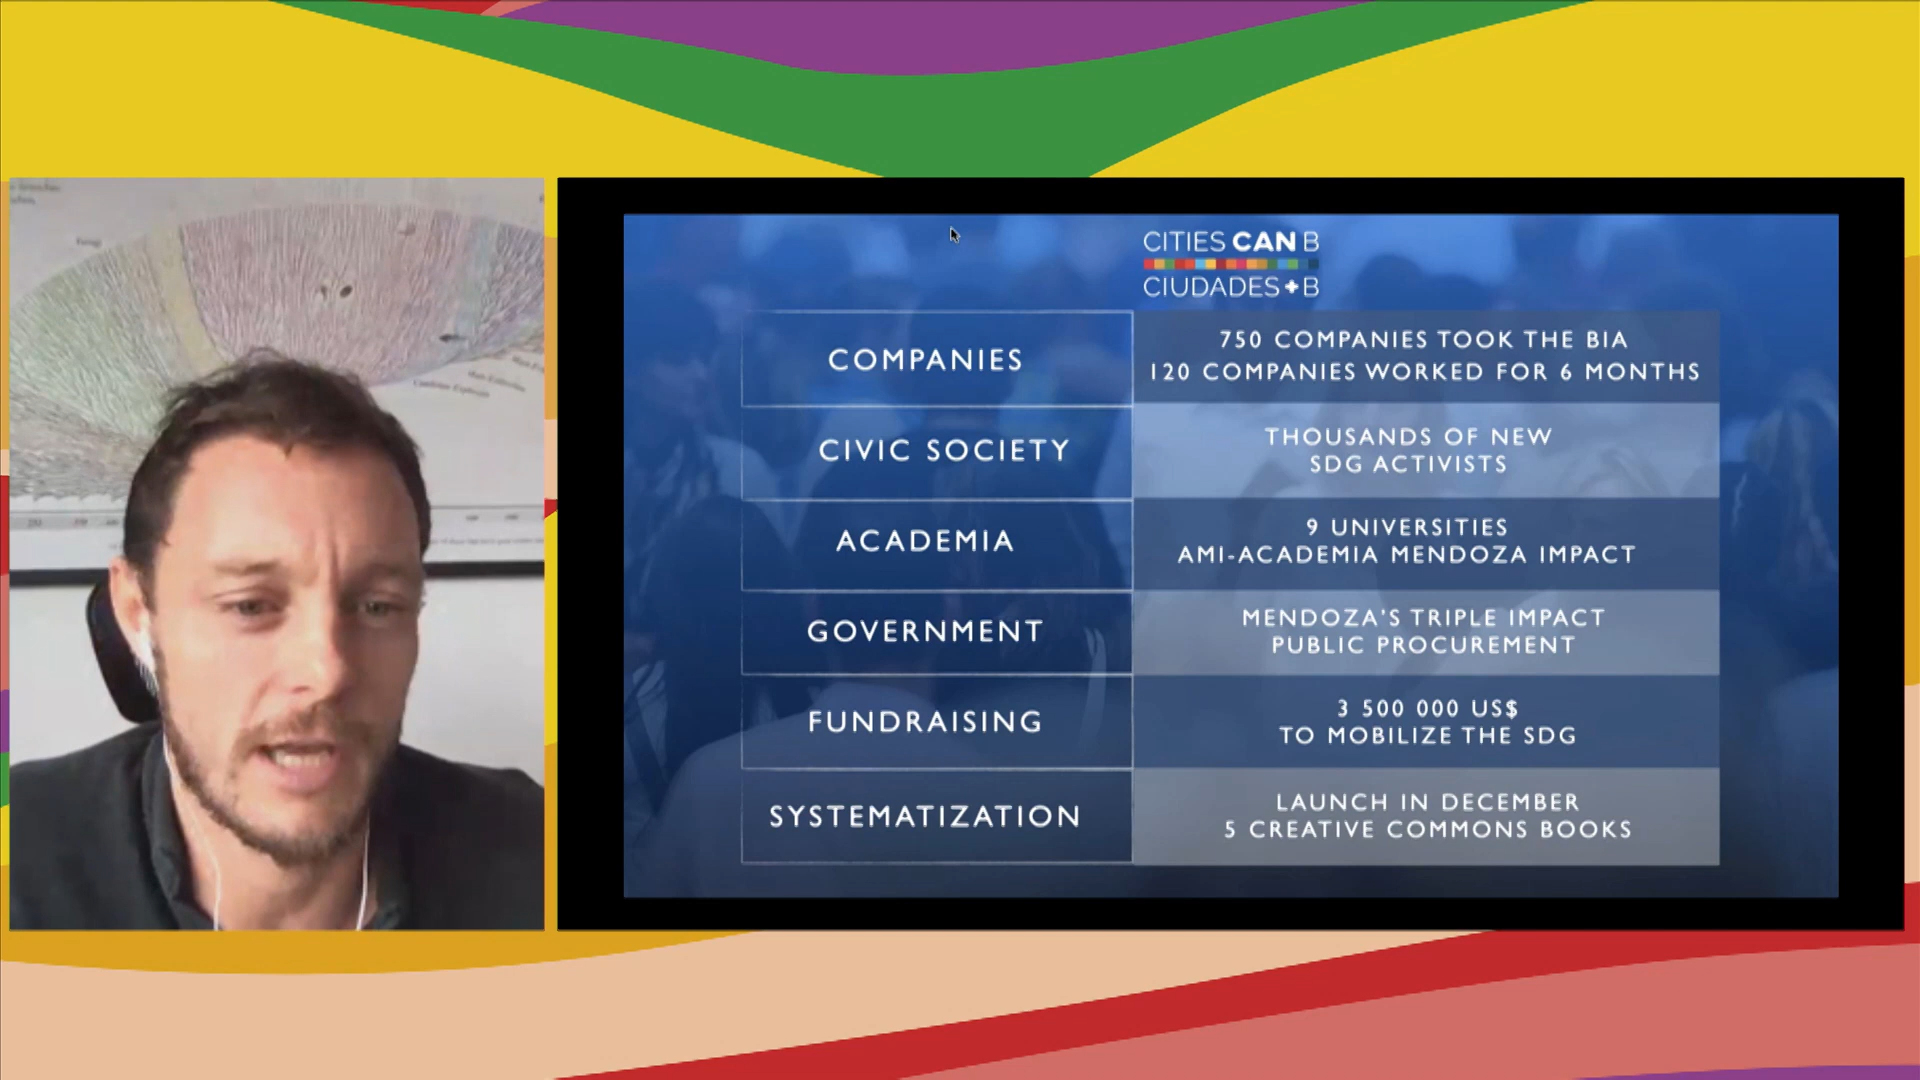 CITIES CAN B
CIUDADES+B
COMPANIES
750 COMPANIES TOOK THE BIA
120 COMPANIES WORKED FOR 6 MONTHS
CIVIC SOCIETY
THOUSANDS OF NEW
SDG ACTIVISTS
ACADEMIA
9 UNIVERSITIES
AMI-ACADEMIA MENDOZA IMPACT
GOVERNMENT
MENDOZA'S TRIPLE IMPACT
PUBLIC PROCUREMENT
FUNDRAISING
3 500 000 US$
TO MOBILIZE THE SDG
SYSTEMATIZATION
LAUNCH IN DECEMBER
5 CREATIVE COMMONS BOOKS